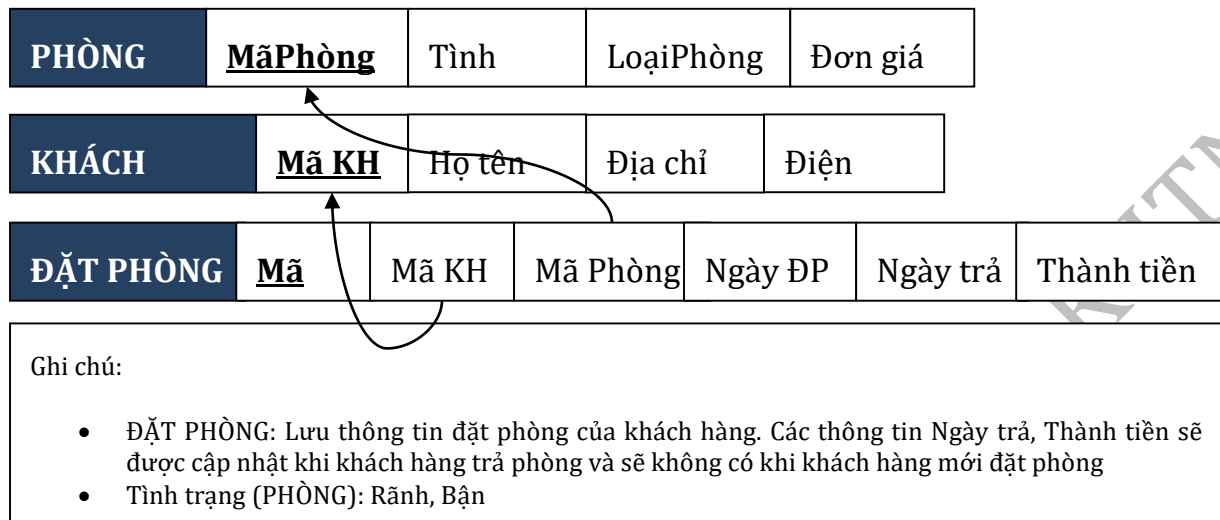 PHÒNG MãPhòng Tình LoạiPhòng Đơn giá
KHÁCH Mã KH Họ tên Địa chỉ Điện
ĐẶT PHÒNG Mã Mã KH Mã Phòng Ngày ĐP Ngày trả Thành tiền
Ghi chú:
• ĐẶT PHÒNG: Lưu thông tin đặt phòng của khách hàng. Các thông tin Ngày trả, Thành tiền sẽ
được cập nhật khi khách hàng trả phòng và sẽ không có khi khách hàng mới đặt phòng
• Tình trạng (PHÒNG): Rãnh, Bận